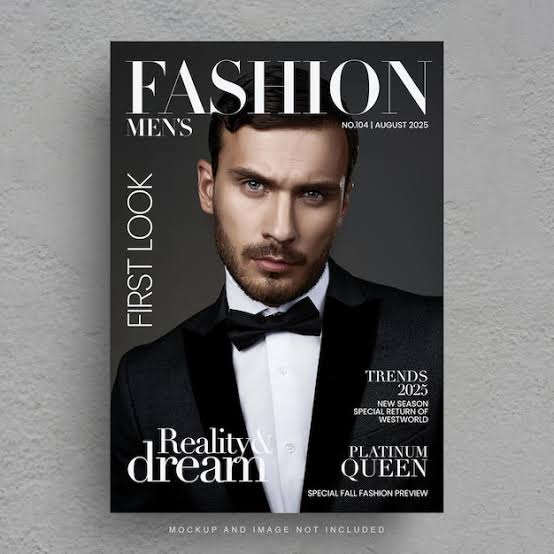 FASHION
MEN'S
NO.104 | AUGUST 2025
FIRST LOOK
TRENDS
2025
NEW SEASON
SPECIAL RETURN OF
WESTWORLD
Reality&
dream
PLATINUM
QUEEN
SPECIAL FALL FASHION PREVIEW
MOCKUP AND IMAGE NOT INCLUDED